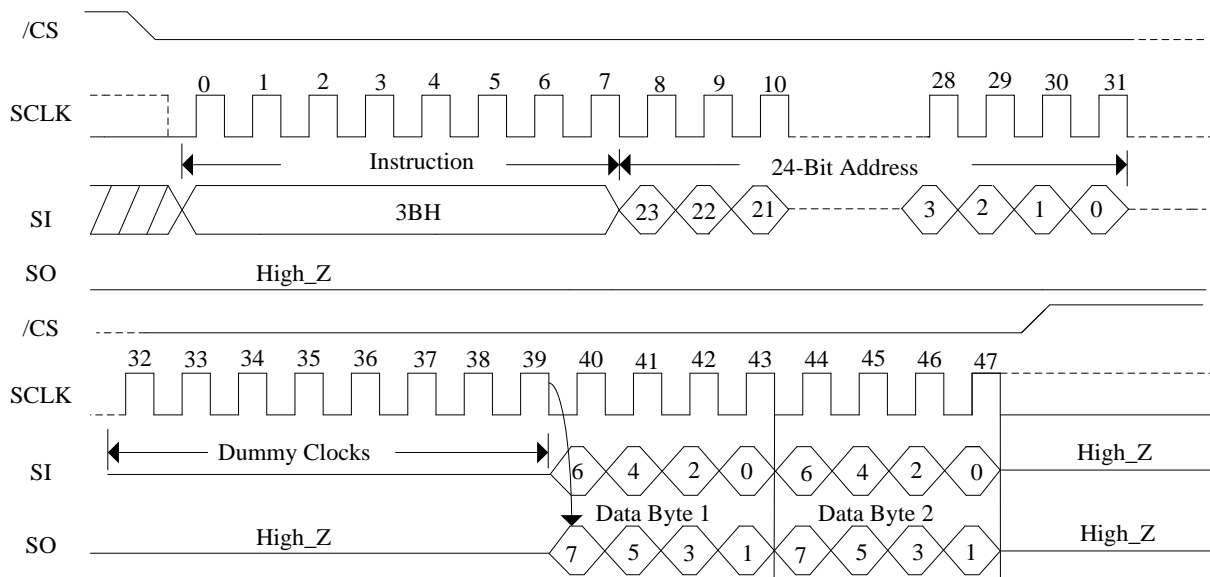 /CS
0 1 2 3 4 5 6 7 8 9 10 28 29 30 31
SCLK
Instruction 24-Bit Address
SI 3BH 23 22 21 3 2 1 0
SO High_Z
/CS
32 33 34 35 36 37 38 39 40 41 42 43 44 45 46 47
SCLK
Dummy Clocks
SI 6 4 2 0 6 4 2 0 High_Z
Data Byte 1 Data Byte 2
SO High_Z 7 5 3 1 7 5 3 1 High_Z